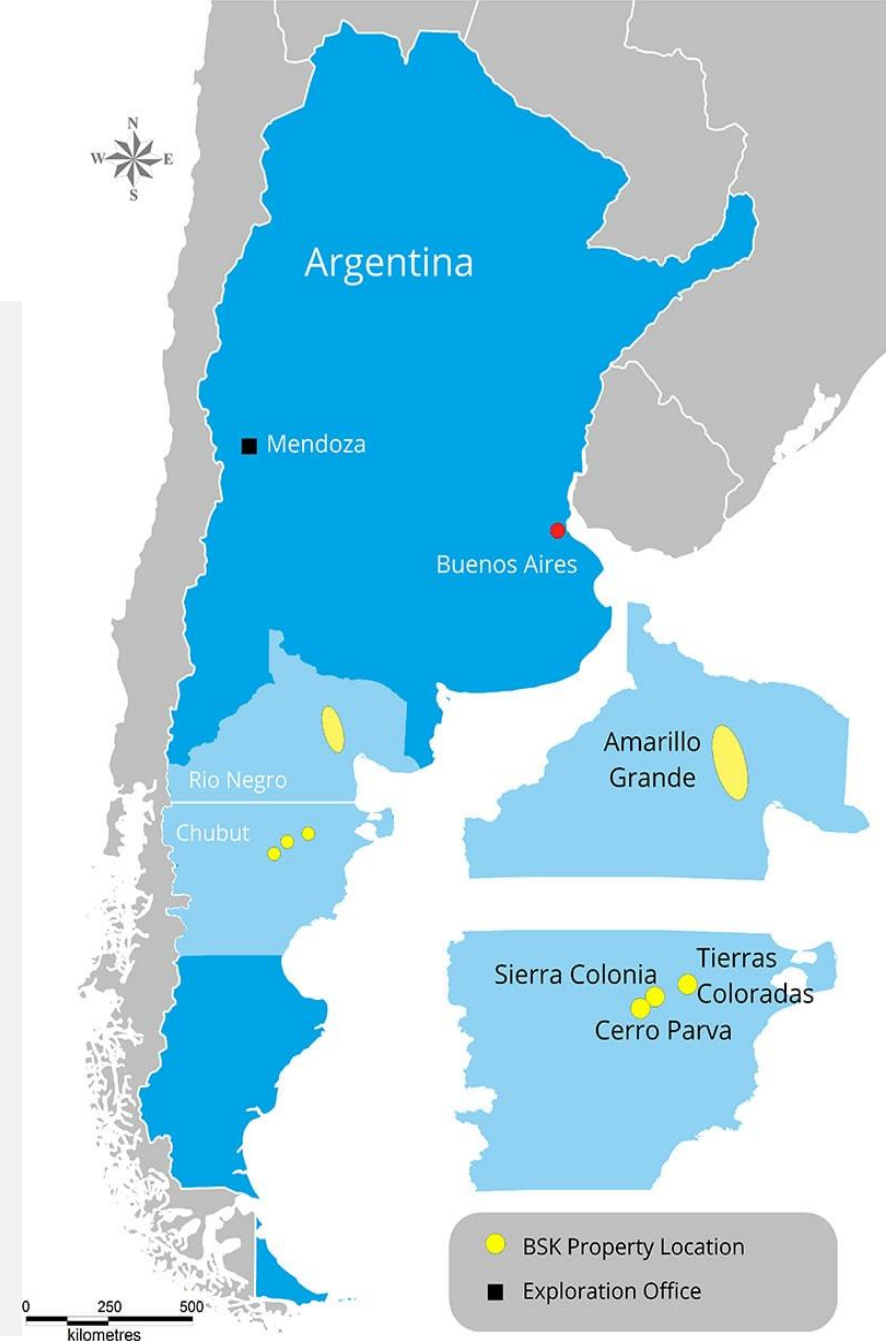 N
W E
S
Argentina
Mendoza
Buenos Aires
Rio Negro
Chubut
Amarillo
Grande
Sierra Colonia
Tierras
Coloradas
Cerro Parva
BSK Property Location
Exploration Office
0 250 500
kilometres